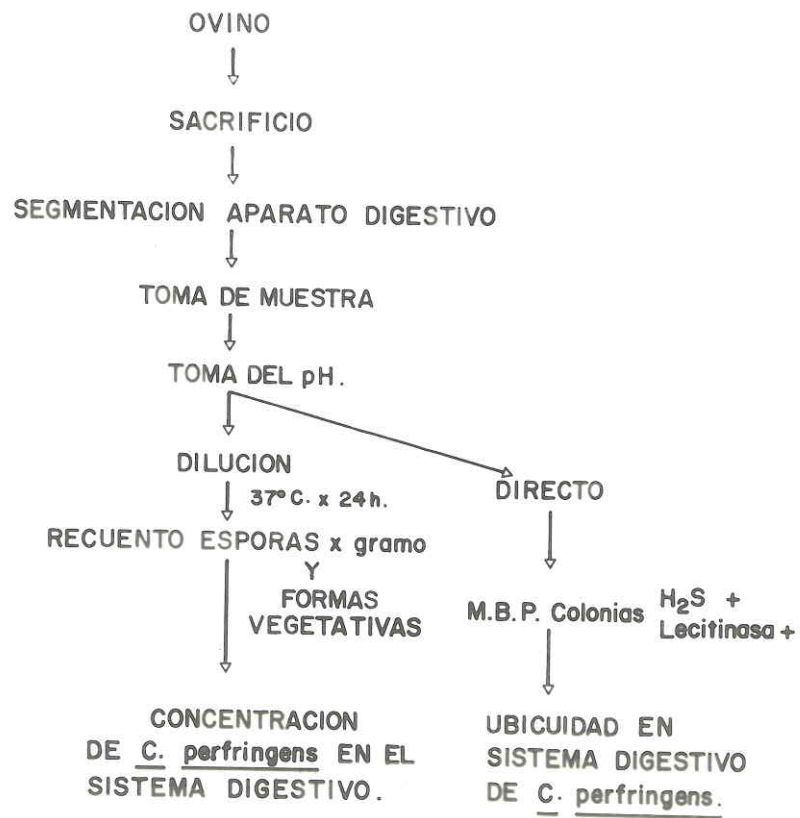 OVINO
SACRIFICIO
SEGMENTACION APARATO DIGESTIVO
TOMA DE MUESTRA
TOMA DEL pH.
DILUCION
37°C. x 24h.
RECUENTO ESPORAS x gramo
Y
FORMAS
VEGETATIVAS
CONCENTRACION
DE C. perfringens EN EL
SISTEMA DIGESTIVO.
DIRECTO
M.B.P. Colonias H₂S +
Lecitinasa +
UBICUIDAD EN
SISTEMA DIGESTIVO
DE C. perfringens.